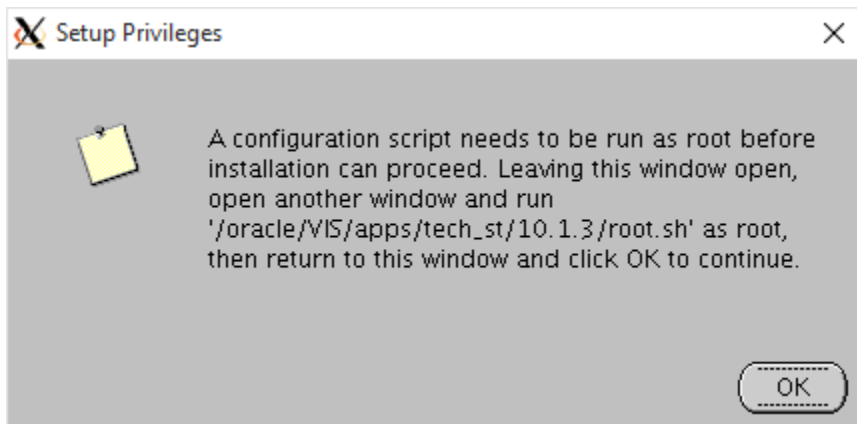 Setup Privileges
A configuration script needs to be run as root before
installation can proceed. Leaving this window open,
open another window and run
'/oracle/VIS/apps/tech_st/10.1.3/root.sh' as root,
then return to this window and click OK to continue.
OK